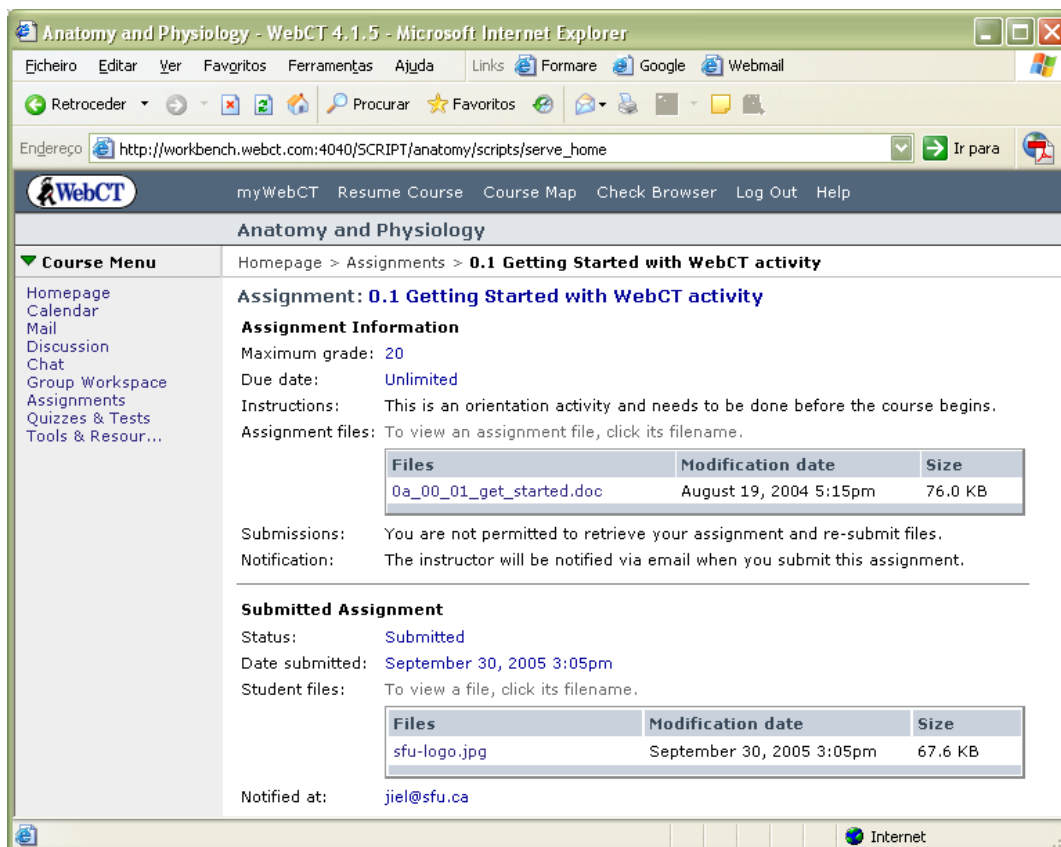 Anatomy and Physiology - WebCT 4.1.5 - Microsoft Internet Explorer
Ficheiro Editar Ver Favoritos Ferramentas Ajuda Links Formare Google Webmail
Retroceder Procurar Favoritos
Endereço http://workbench.webct.com:4040/SCRIPT/anatomy/scripts/serve_home Ir para
WebCT myWebCT Resume Course Course Map Check Browser Log Out Help
Anatomy and Physiology
Course Menu
Homepage > Assignments > 0.1 Getting Started with WebCT activity
Homepage
Calendar
Mail
Discussion
Chat
Group Workspace
Assignments
Quizzes & Tests
Tools & Resour...
Assignment: 0.1 Getting Started with WebCT activity
Assignment Information
Maximum grade: 20
Due date: Unlimited
Instructions: This is an orientation activity and needs to be done before the course begins.
Assignment files: To view an assignment file, click its filename.
Files Modification date Size
0a_00_01_get_started.doc August 19, 2004 5:15pm 76.0 KB
Submissions: You are not permitted to retrieve your assignment and re-submit files.
Notification: The instructor will be notified via email when you submit this assignment.
Submitted Assignment
Status: Submitted
Date submitted: September 30, 2005 3:05pm
Student files: To view a file, click its filename.
Files Modification date Size
sfu-logo.jpg September 30, 2005 3:05pm 67.6 KB
Notified at: jiel@sfu.ca
Internet